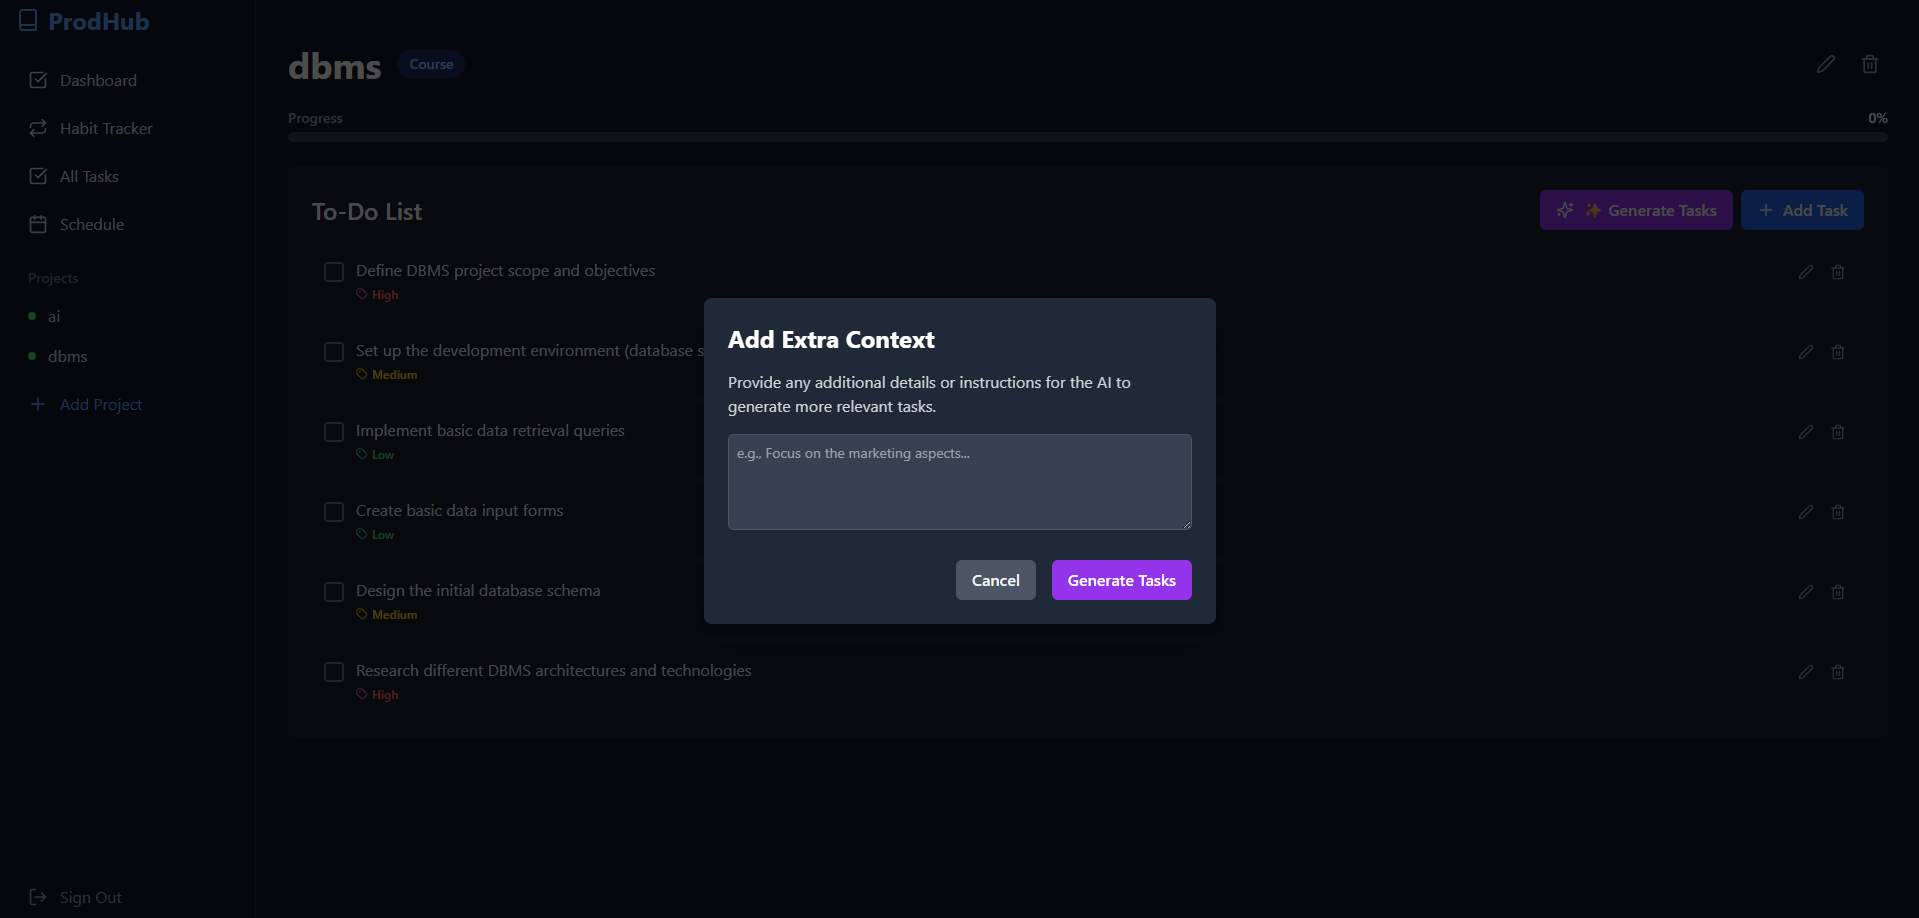 ProdHub
Dashboard
Habit Tracker
All Tasks
Schedule
Projects
ai
dbms
Add Project
Sign Out
dbms
Course
Progress
0%
To-Do List
✨ Generate Tasks
Add Task
Define DBMS project scope and objectives
High
Set up the development environment (database s
Medium
Implement basic data retrieval queries
Low
Create basic data input forms
Low
Design the initial database schema
Medium
Research different DBMS architectures and technologies
High
Add Extra Context
Provide any additional details or instructions for the AI to
generate more relevant tasks.
e.g., Focus on the marketing aspects...
Cancel
Generate Tasks